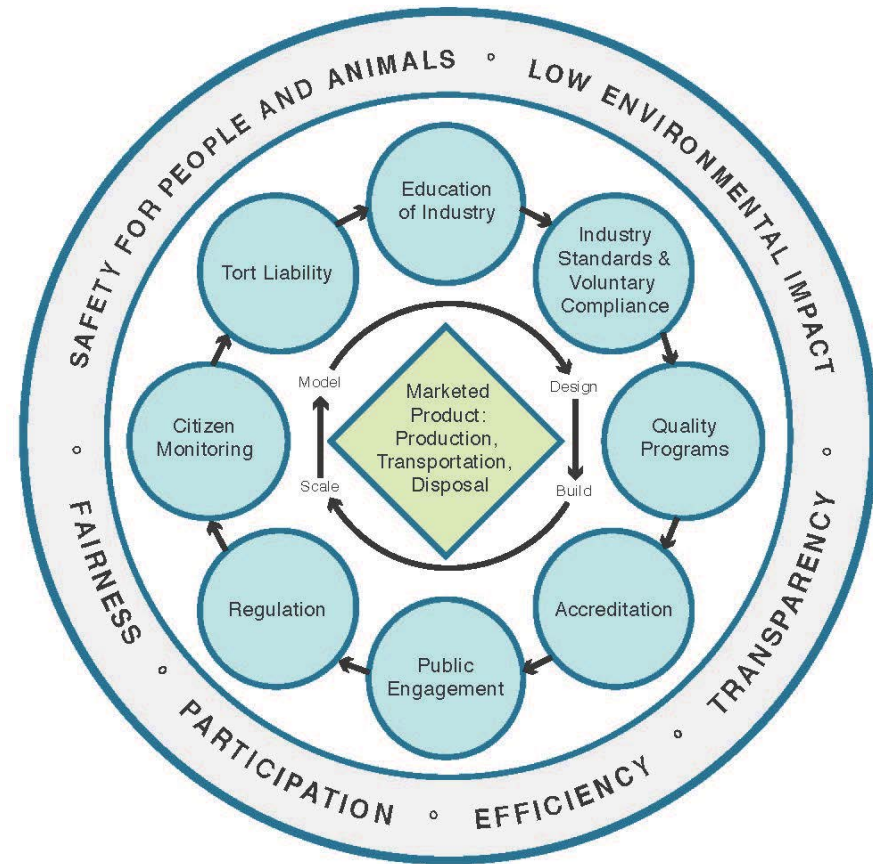 SAFETY FOR PEOPLE AND ANIMALS
LOW ENVIRONMENTAL IMPACT
TRANSPARENCY
EFFICIENCY
PARTICIPATION
FAIRNESS
Education
of Industry
Industry
Standards &
Voluntary
Compliance
Quality
Programs
Accreditation
Public
Engagement
Regulation
Citizen
Monitoring
Tort Liability
Model
Design
Build
Scale
Marketed
Product:
Production,
Transportation,
Disposal